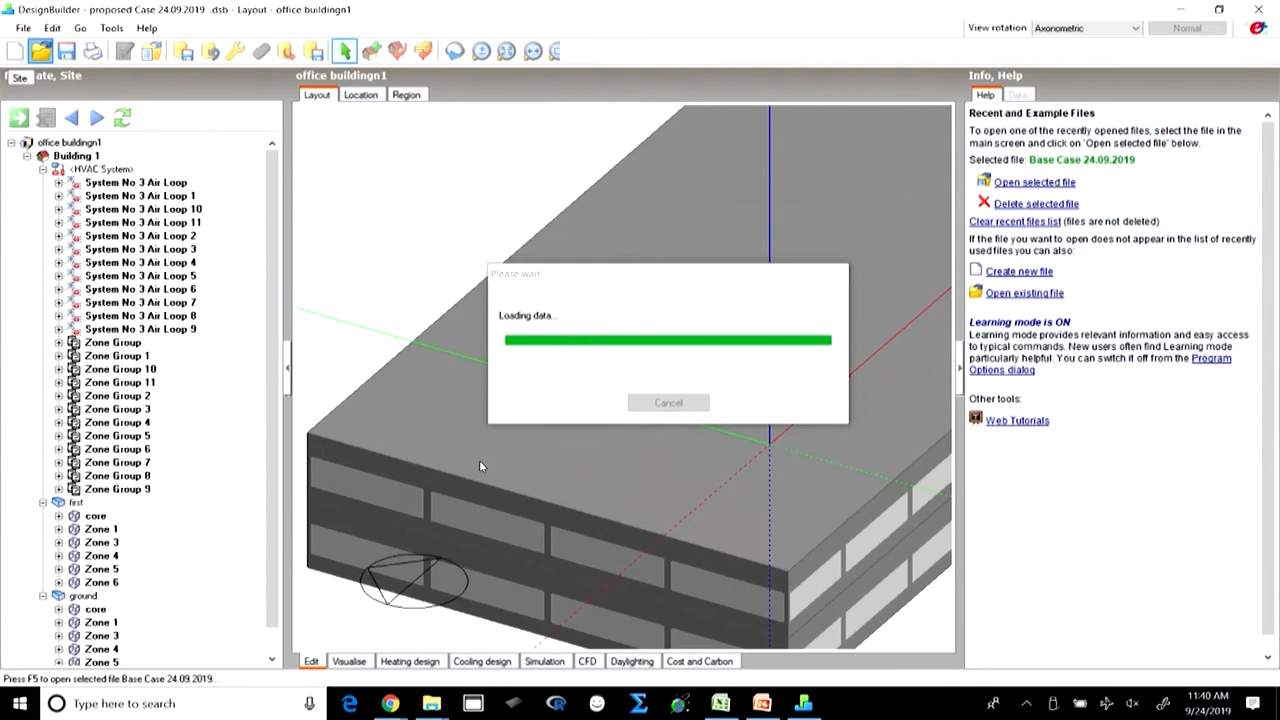 DesignBuilder - proposed Case 24.09.2019 .dsb - Layout - office buildingn1
File Edit Go Tools Help
View rotation Axonometric Normal
ate, Site
Site
office buildingn1
Info, Help
Layout Location Region
Help Data
office buildingn1
Building 1
<HVAC System>
System No 3 Air Loop
System No 3 Air Loop 1
System No 3 Air Loop 10
System No 3 Air Loop 11
System No 3 Air Loop 2
System No 3 Air Loop 3
System No 3 Air Loop 4
System No 3 Air Loop 5
System No 3 Air Loop 6
System No 3 Air Loop 7
System No 3 Air Loop 8
System No 3 Air Loop 9
Zone Group
Zone Group 1
Zone Group 10
Zone Group 11
Zone Group 2
Zone Group 3
Zone Group 4
Zone Group 5
Zone Group 6
Zone Group 7
Zone Group 8
Zone Group 9
first
core
Zone 1
Zone 3
Zone 4
Zone 5
Zone 6
ground
core
Zone 1
Zone 3
Zone 4
Zone 5
Please wait
Loading data...
Cancel
Recent and Example Files
To open one of the recently opened files, select the file in the
main screen and click on 'Open selected file' below.
Selected file: Base Case 24.09.2019
Open selected file
Delete selected file
Clear recent files list (files are not deleted)
If the file you want to open does not appear in the list of recently
used files you can also:
Create new file
Open existing file
Learning mode is ON
Learning mode provides relevant information and easy access
to typical commands. New users often find Learning mode
particularly helpful. You can switch it off from the Program
Options dialog
Other tools:
Web Tutorials
Edit Visualise Heating design Cooling design Simulation CFD Daylighting Cost and Carbon
Press F5 to open selected file:Base Case 24.09.2019...
Type here to search
11:40 AM
9/24/2019